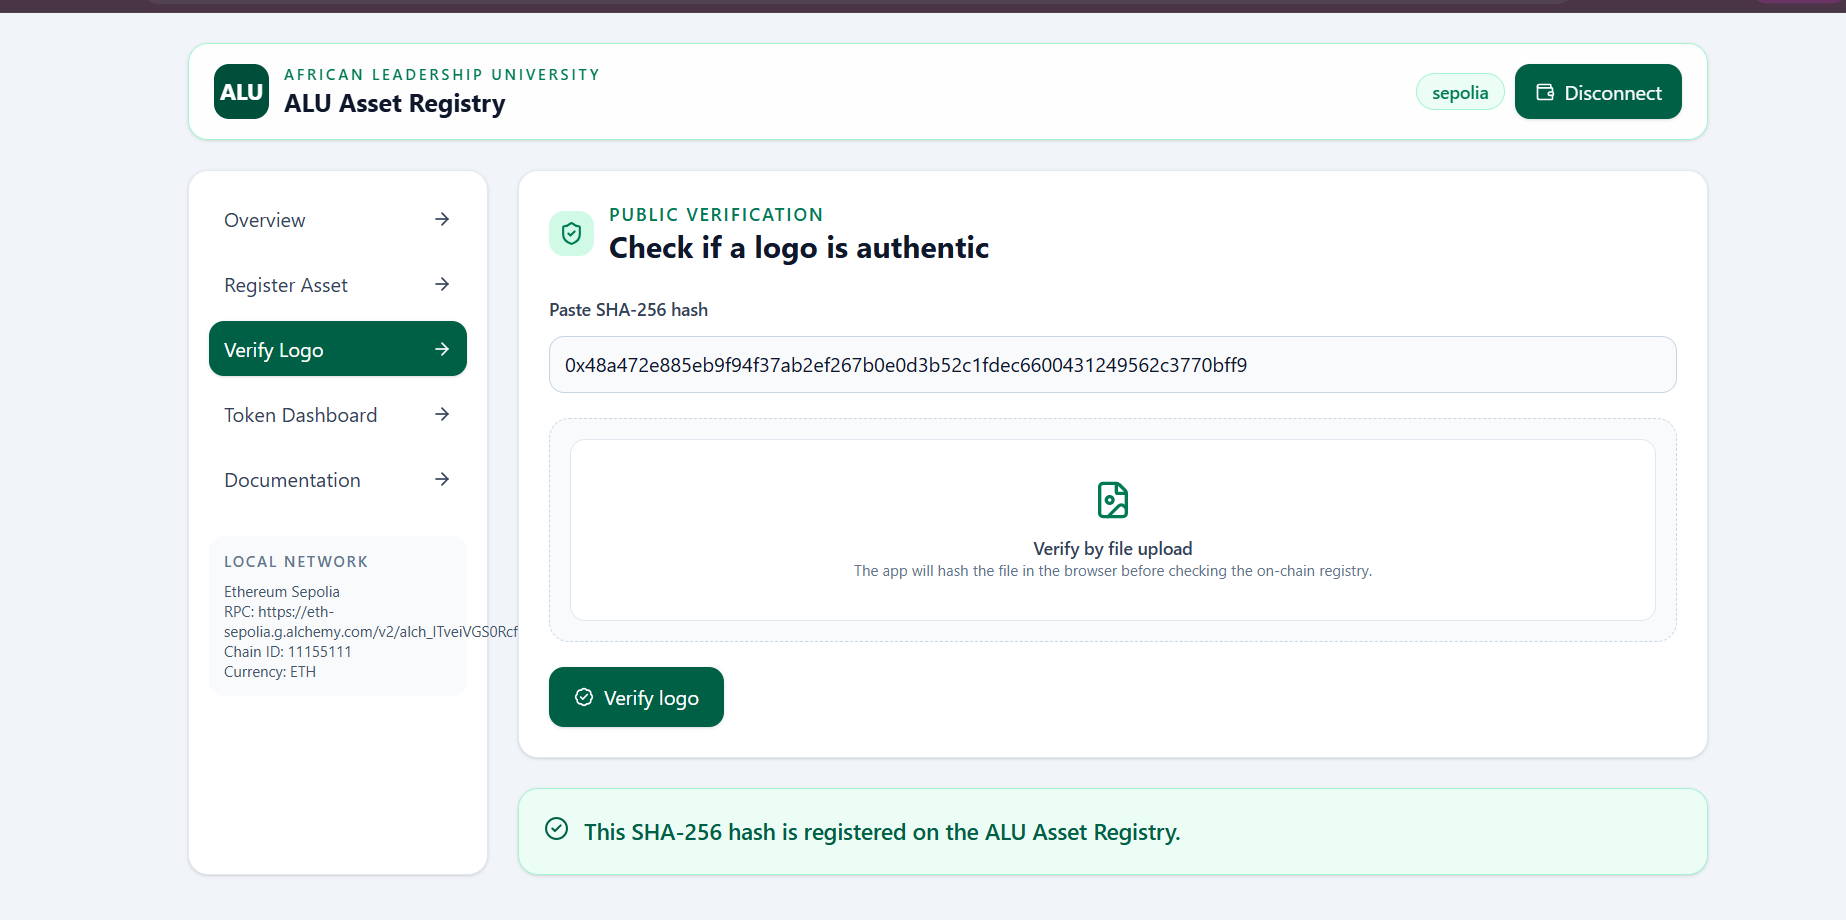 ALU
AFRICAN LEADERSHIP UNIVERSITY
ALU Asset Registry
sepolia
Disconnect
Overview
Register Asset
Verify Logo
Token Dashboard
Documentation
LOCAL NETWORK
Ethereum Sepolia
RPC: https://eth-
sepolia.g.alchemy.com/v2/alch_ITveiVGS0Rcf
Chain ID: 11155111
Currency: ETH
PUBLIC VERIFICATION
Check if a logo is authentic
Paste SHA-256 hash
0x48a472e885eb9f94f37ab2ef267b0e0d3b52c1fdec6600431249562c3770bff9
Verify by file upload
The app will hash the file in the browser before checking the on-chain registry.
Verify logo
This SHA-256 hash is registered on the ALU Asset Registry.